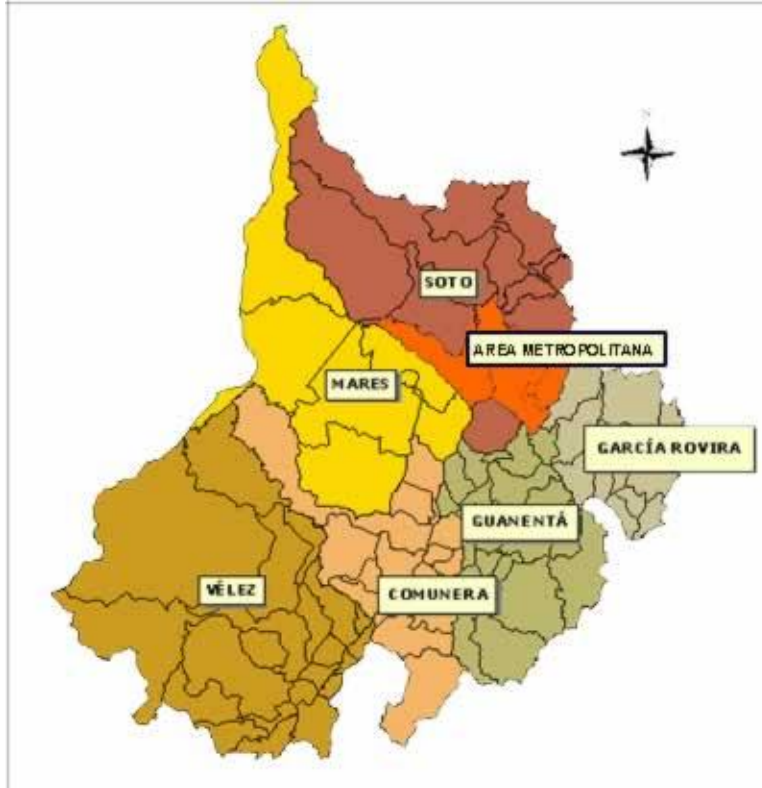 SOTO
AREA METROPOLITANA
MARES
GARCÍA ROVIRA
GUANENTÁ
VÉLEZ
COMUNERA